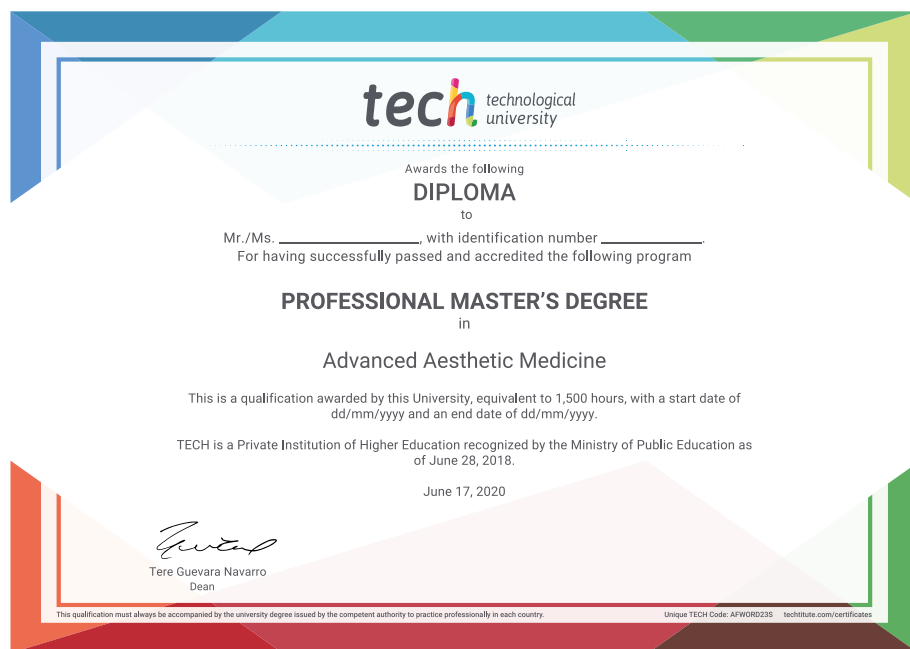 tech technological
university
Awards the following
DIPLOMA
to
Mr./Ms. ____________, with identification number ____________.
For having successfully passed and accredited the following program
PROFESSIONAL MASTER'S DEGREE
in
Advanced Aesthetic Medicine
This is a qualification awarded by this University, equivalent to 1,500 hours, with a start date of
dd/mm/yyyy and an end date of dd/mm/yyyy.
TECH is a Private Institution of Higher Education recognized by the Ministry of Public Education as
of June 28, 2018.
June 17, 2020
Tere Guevara Navarro
Dean
This qualification must always be accompanied by the university degree issued by the competent authority to practice professionally in each country. Unique TECH Code: AFWORD23S techtitute.com/certificates